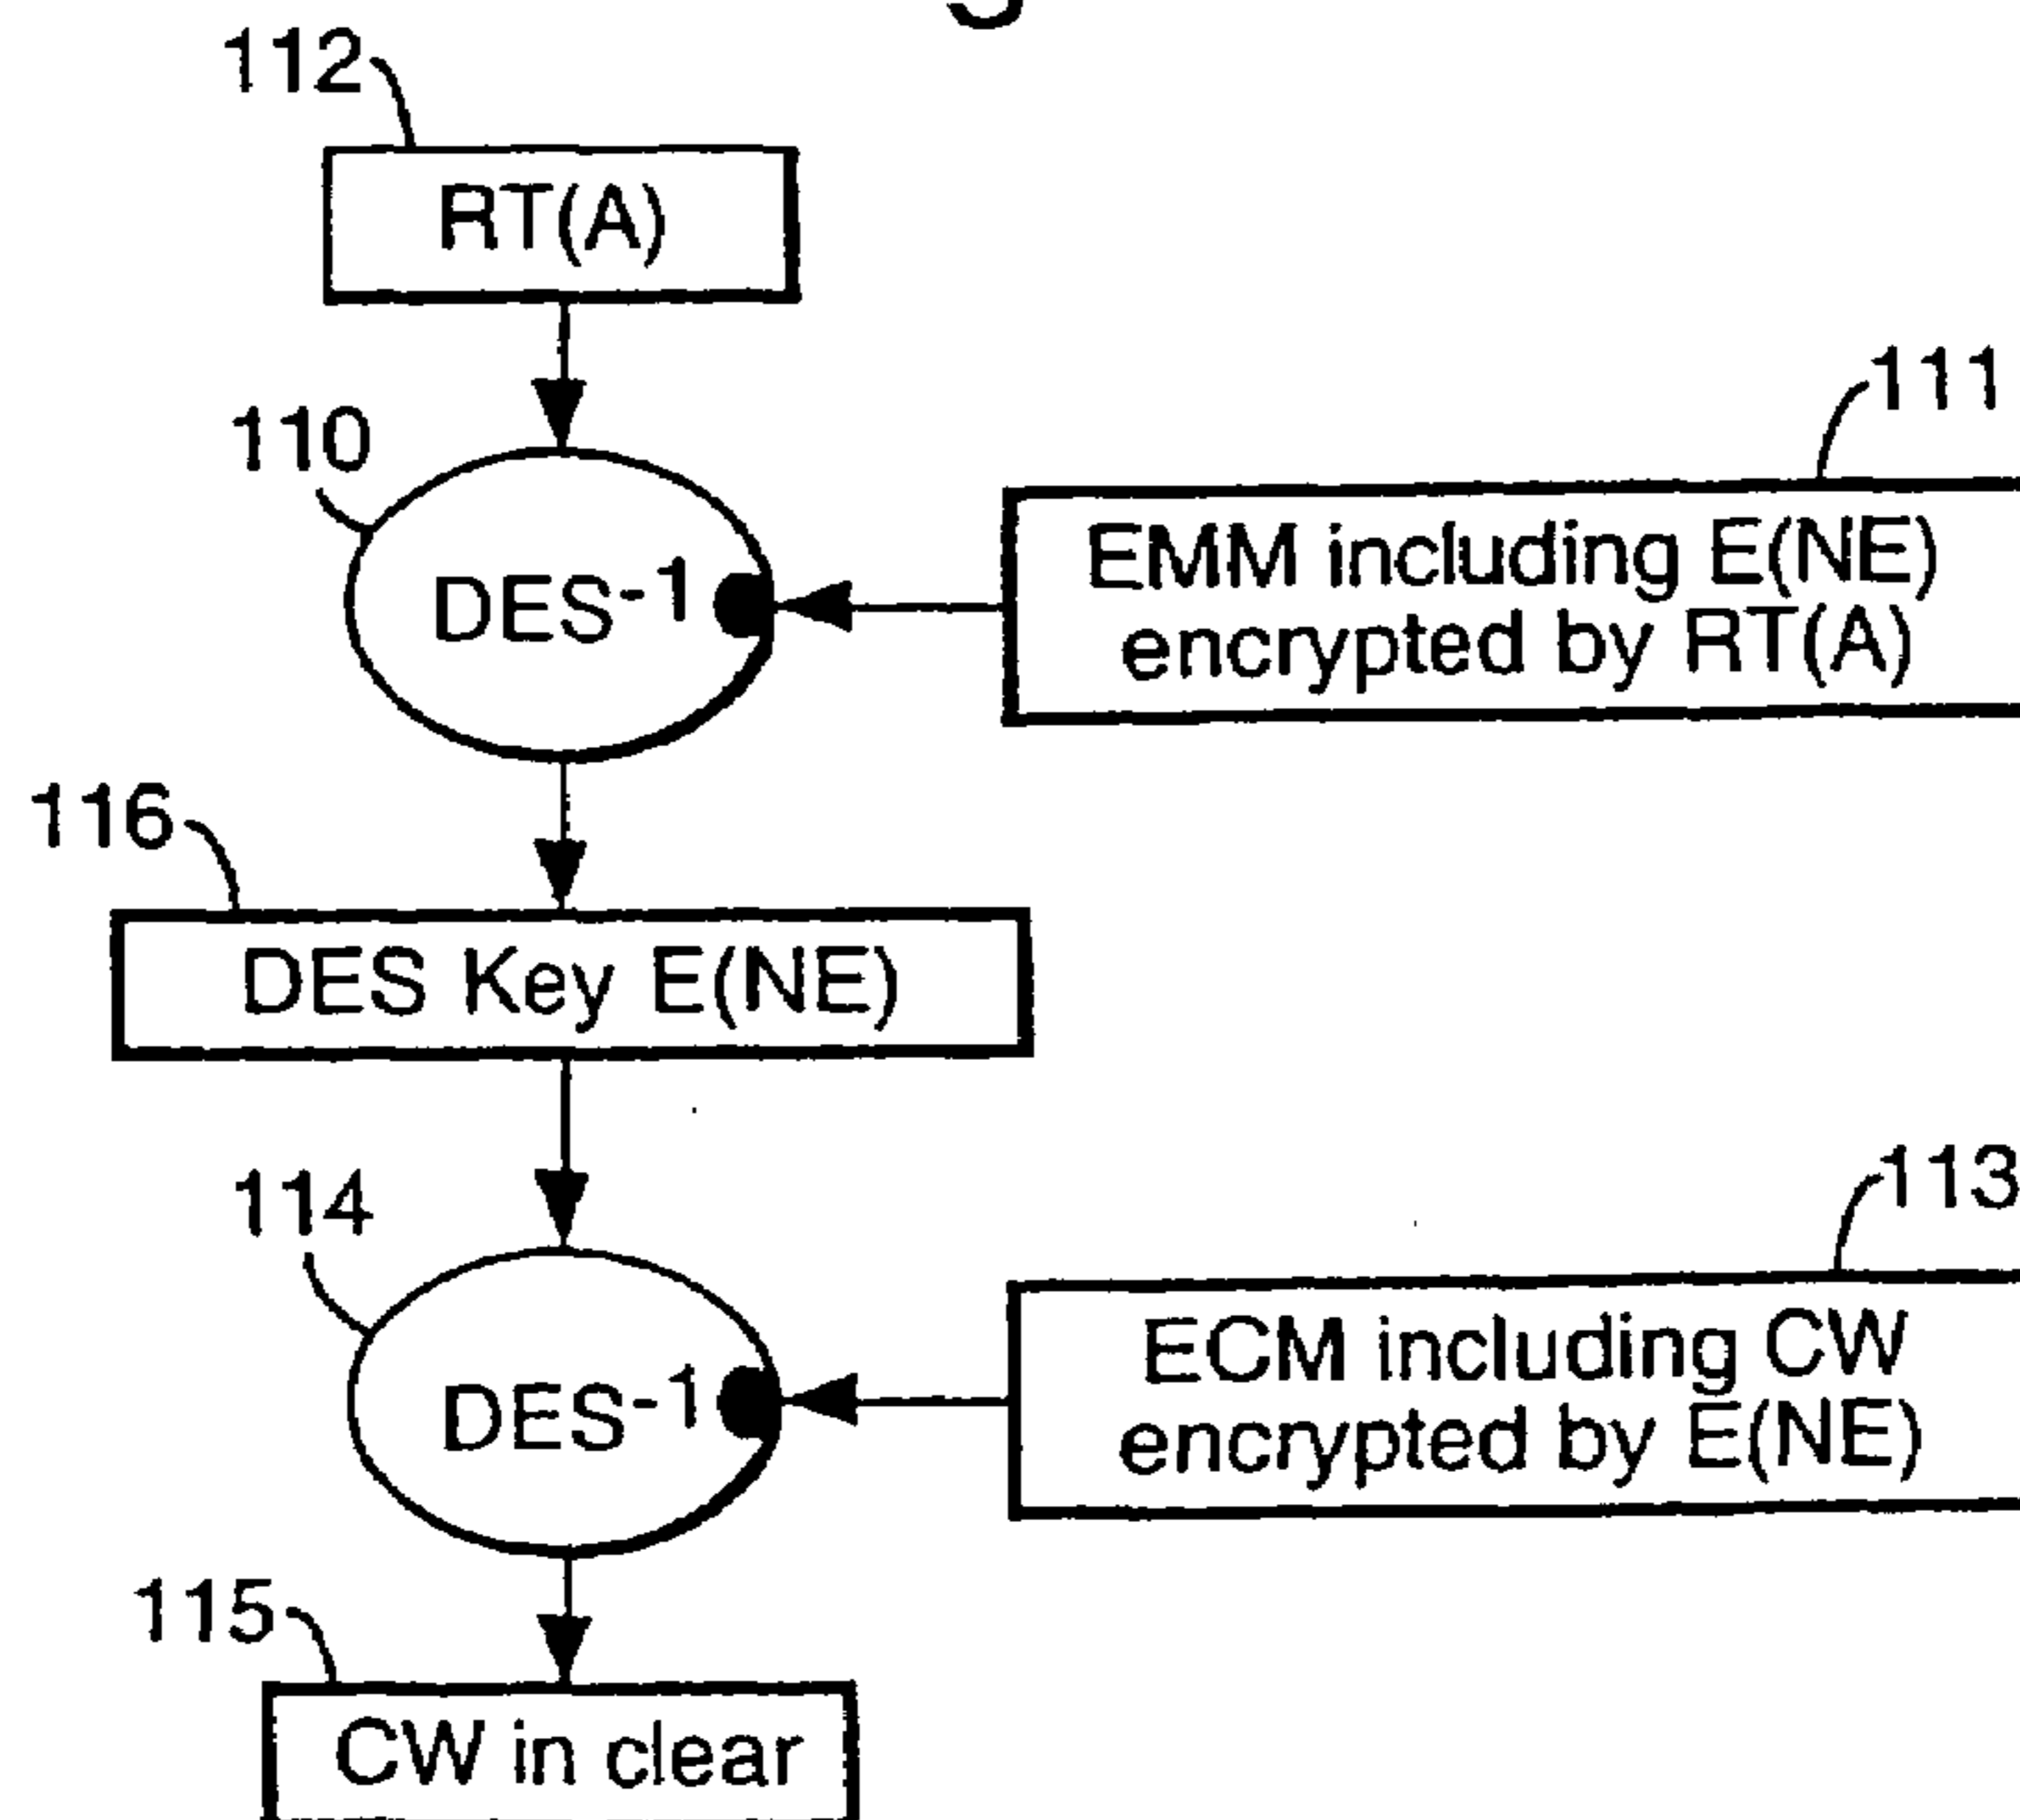 112
RT(A)
111
110
DES-1
EMM including E(NE)
encrypted by RT(A)
116
DES Key E(NE)
113
114
DES-1
ECM including CW
encrypted by E(NE)
115
CW in clear